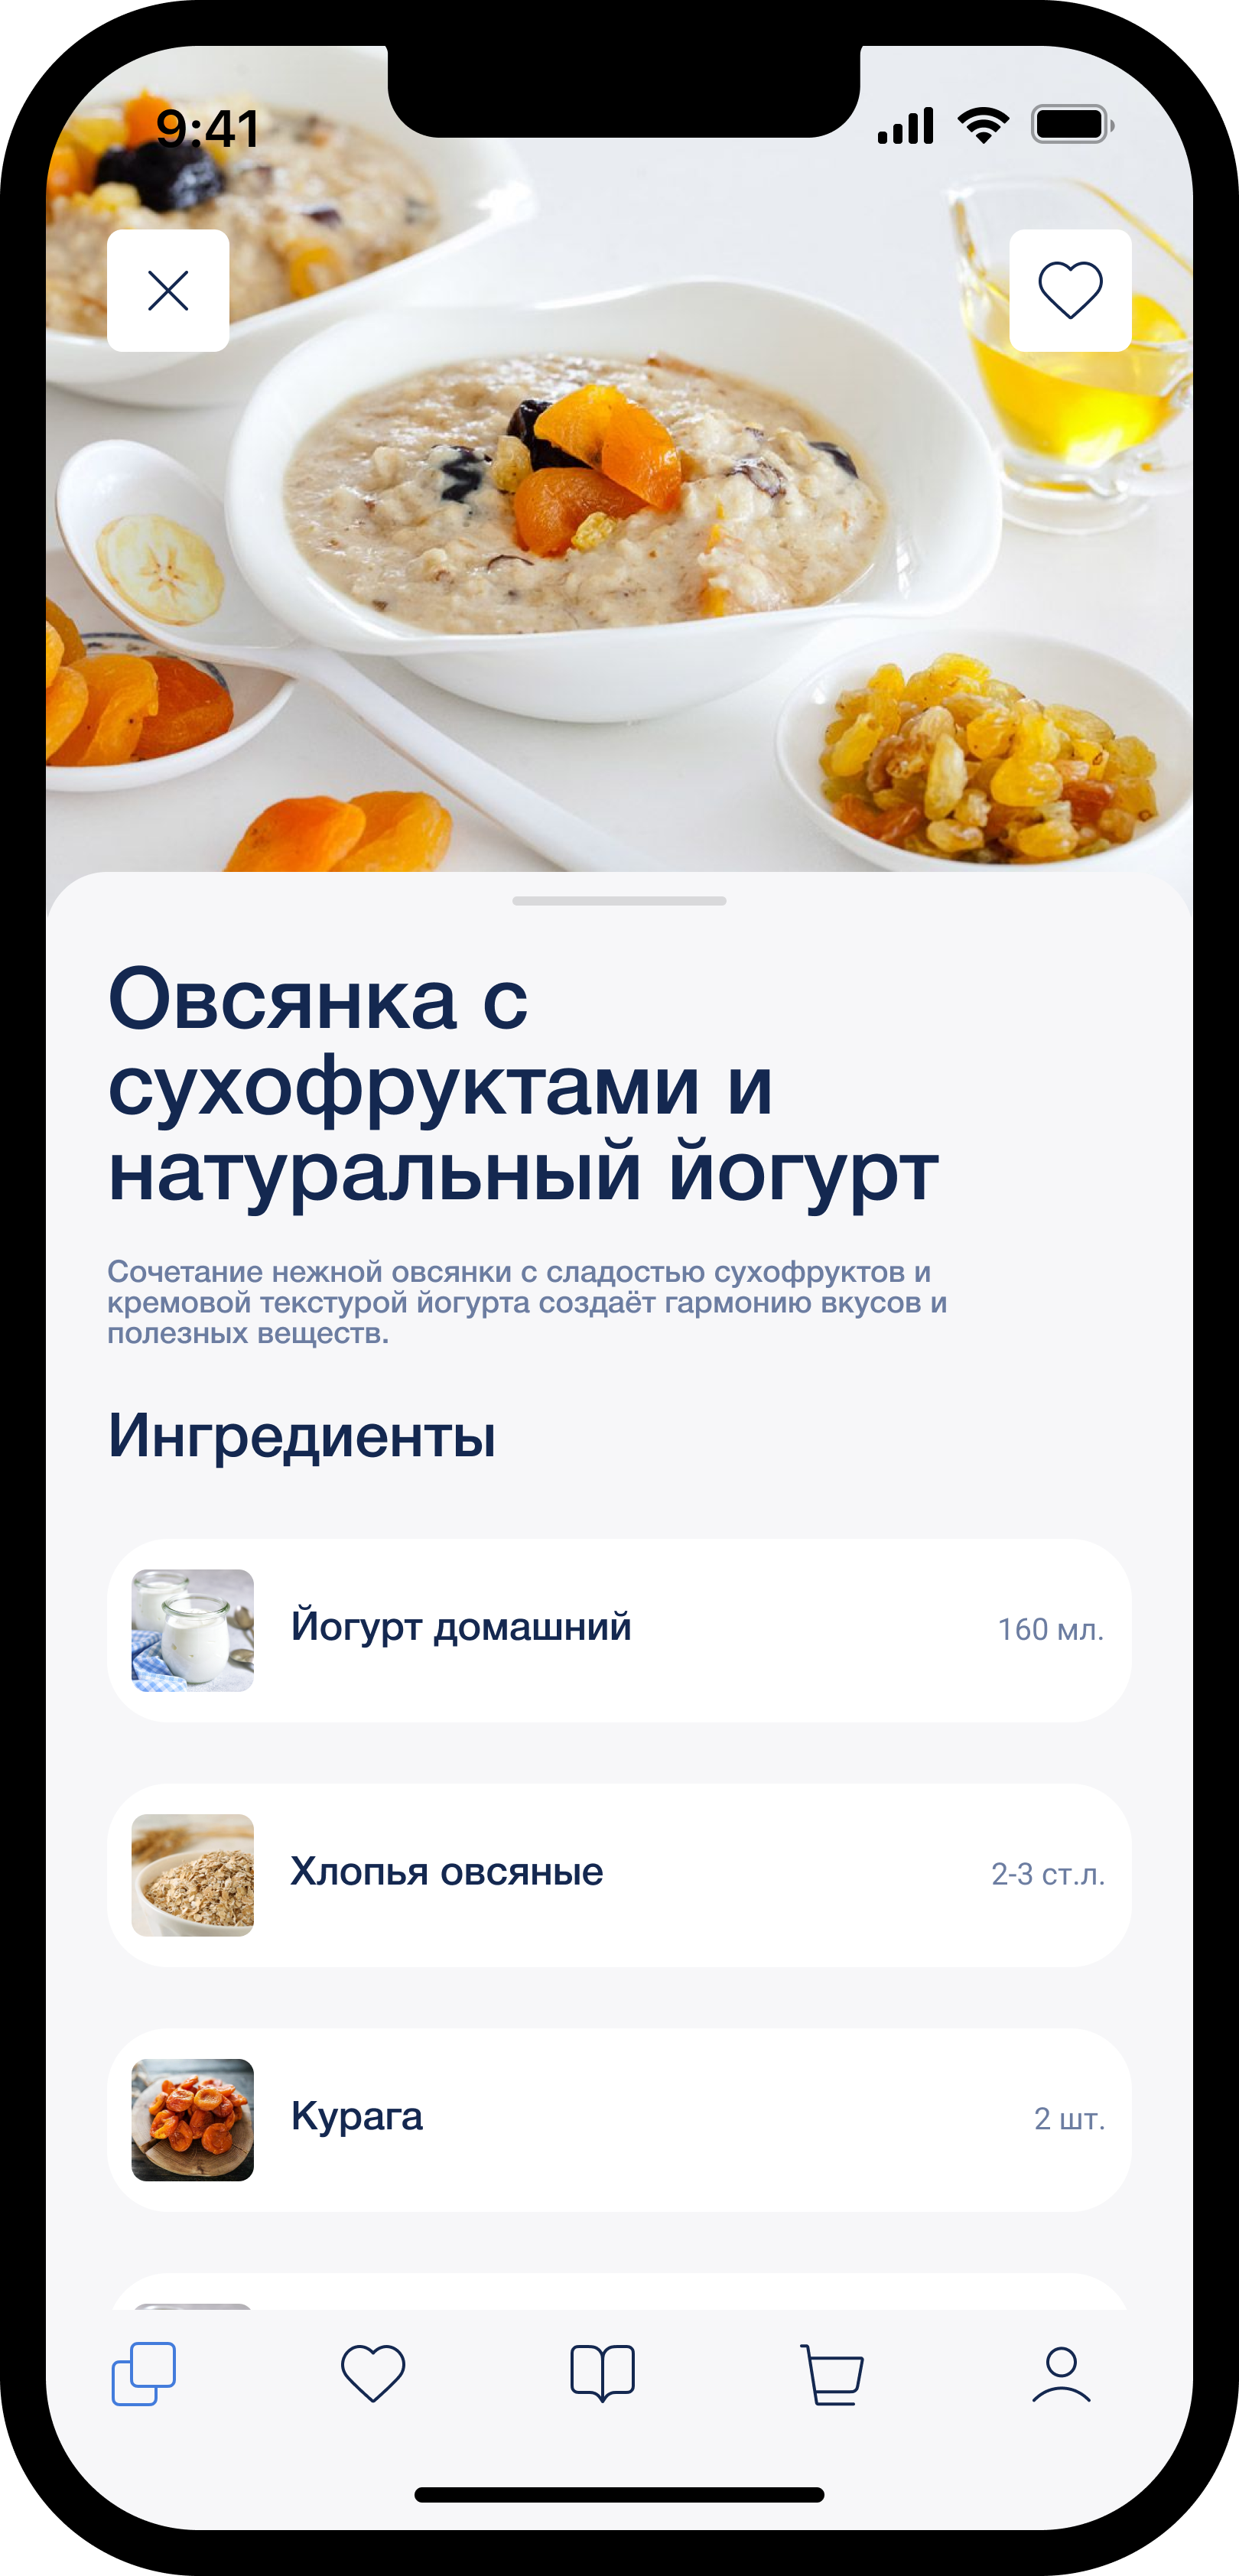 9:41
Овсянка с
сухофруктами и
натуральный йогурт
Сочетание нежной овсянки с сладостью сухофруктов и
кремовой текстурой йогурта создаёт гармонию вкусов и
полезных веществ.
Ингредиенты
Йогурт домашний 160 мл.
Хлопья овсяные 2-3 ст.л.
Курага 2 шт.